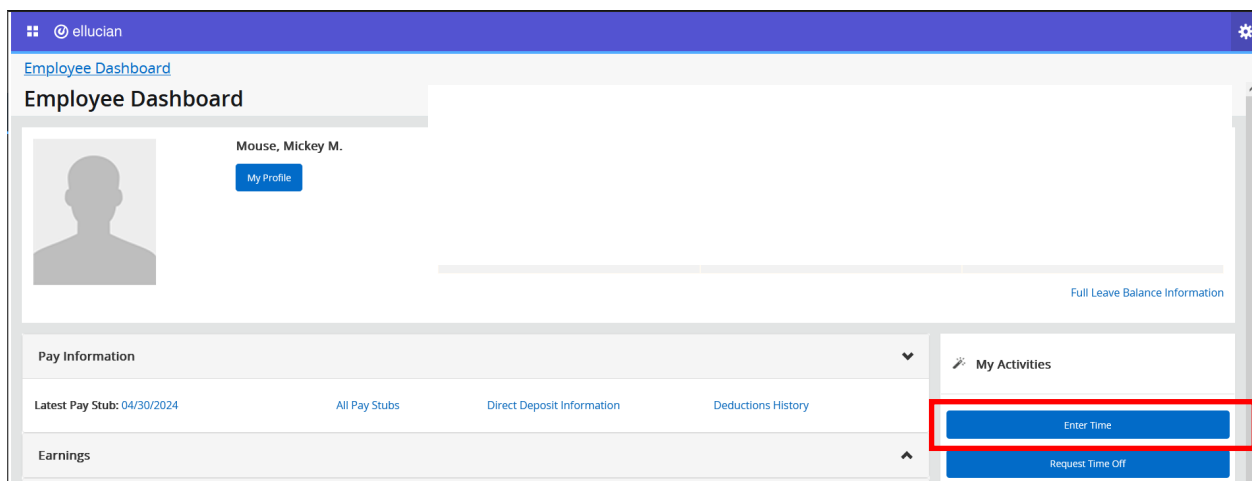 ellucian
Employee Dashboard
Employee Dashboard
Mouse, Mickey M.
My Profile
Full Leave Balance Information
Pay Information
Latest Pay Stub: 04/30/2024 All Pay Stubs Direct Deposit Information Deductions History
Earnings
My Activities
Enter Time
Request Time Off